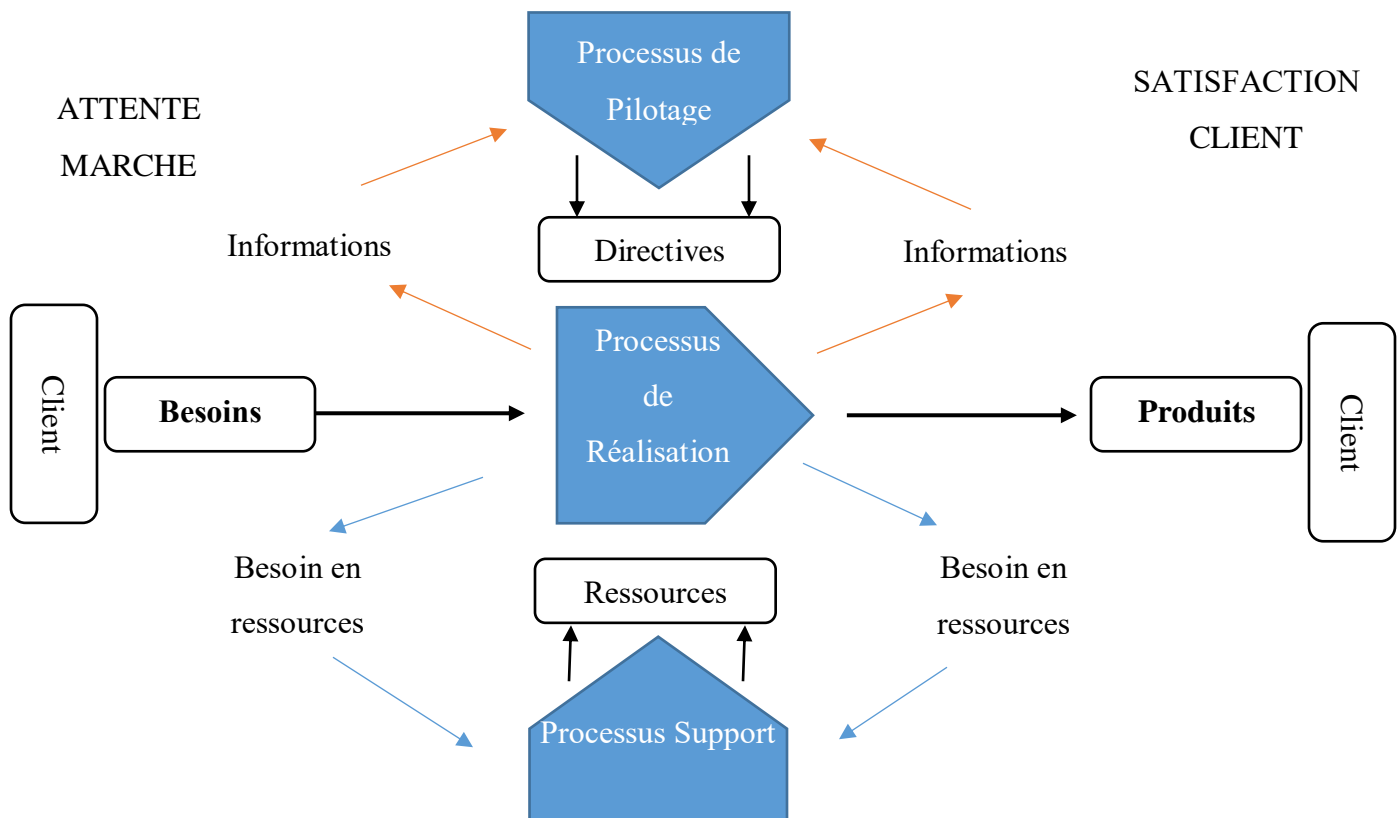 Processus de
Pilotage
ATTENTE
MARCHE
SATISFACTION
CLIENT
Informations
Directives
Informations
Client
Besoins
Processus
de
Réalisation
Produits
Client
Besoin en
ressources
Ressources
Besoin en
ressources
Processus Support